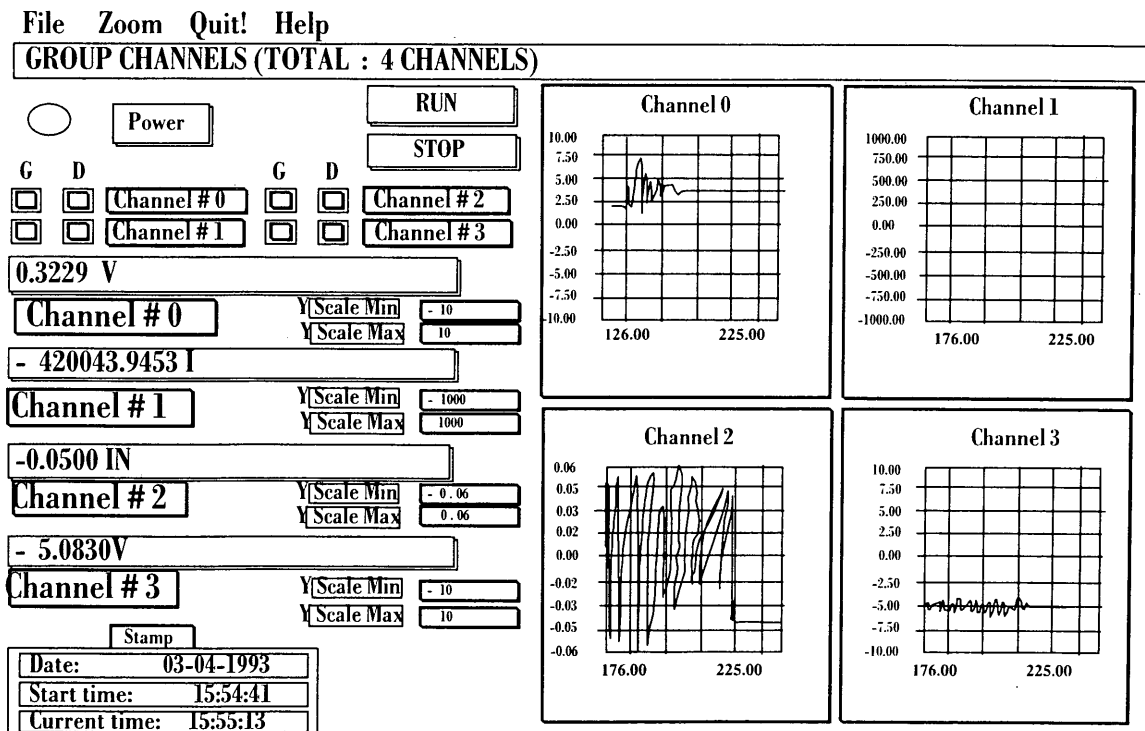 File Zoom Quit! Help
GROUP CHANNELS (TOTAL : 4 CHANNELS)
Power
RUN
STOP
G D G D
Channel # 0 Channel # 2
Channel # 1 Channel # 3
0.3229 V
Channel # 0
Y Scale Min - 10
Y Scale Max 10
- 420043.9453 I
Channel # 1
Y Scale Min - 1000
Y Scale Max 1000
-0.0500 IN
Channel # 2
Y Scale Min - 0 . 06
Y Scale Max 0 . 06
- 5.0830V
Channel # 3
Y Scale Min - 10
Y Scale Max 10
Stamp
Date: 03-04-1993
Start time: 15:54:41
Current time: 15:55:13
Channel 0
10.00
7.50
5.00
2.50
0.00
-2.50
-5.00
-7.50
-10.00
126.00 225.00
Channel 1
1000.00
750.00
500.00
250.00
0.00
-250.00
-500.00
-750.00
-1000.00
176.00 225.00
Channel 2
0.06
0.05
0.03
0.02
0.00
-0.02
-0.03
-0.05
-0.06
176.00 225.00
Channel 3
10.00
7.50
5.00
2.50
0.00
-2.50
-5.00
-7.50
-10.00
176.00 225.00